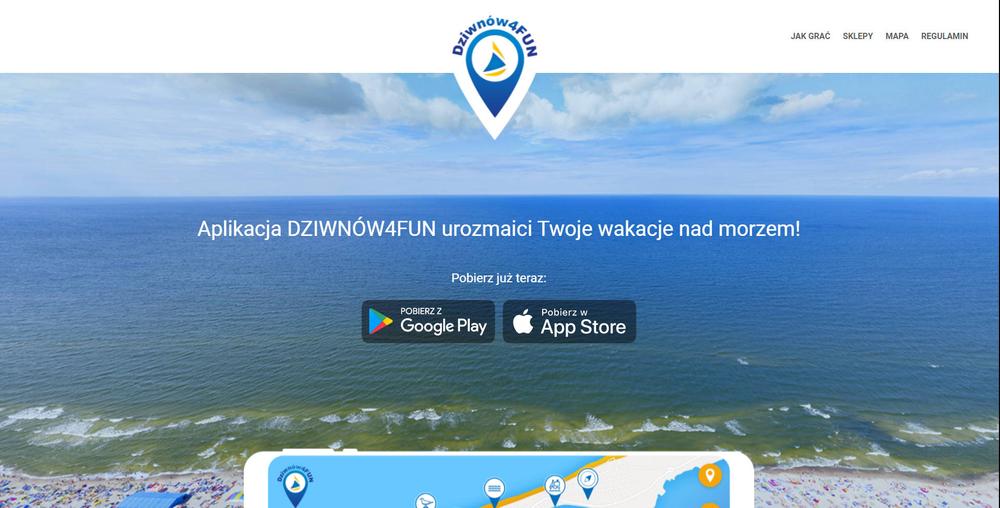 Dziwnów4FUN
JAK GRAĆ SKLEPY MAPA REGULAMIN
Aplikacja DZIWNÓW4FUN urozmaici Twoje wakacje nad morzem!
Pobierz już teraz:
POBIERZ Z
Google Play
Pobierz w
App Store
Dziwnów4FUN